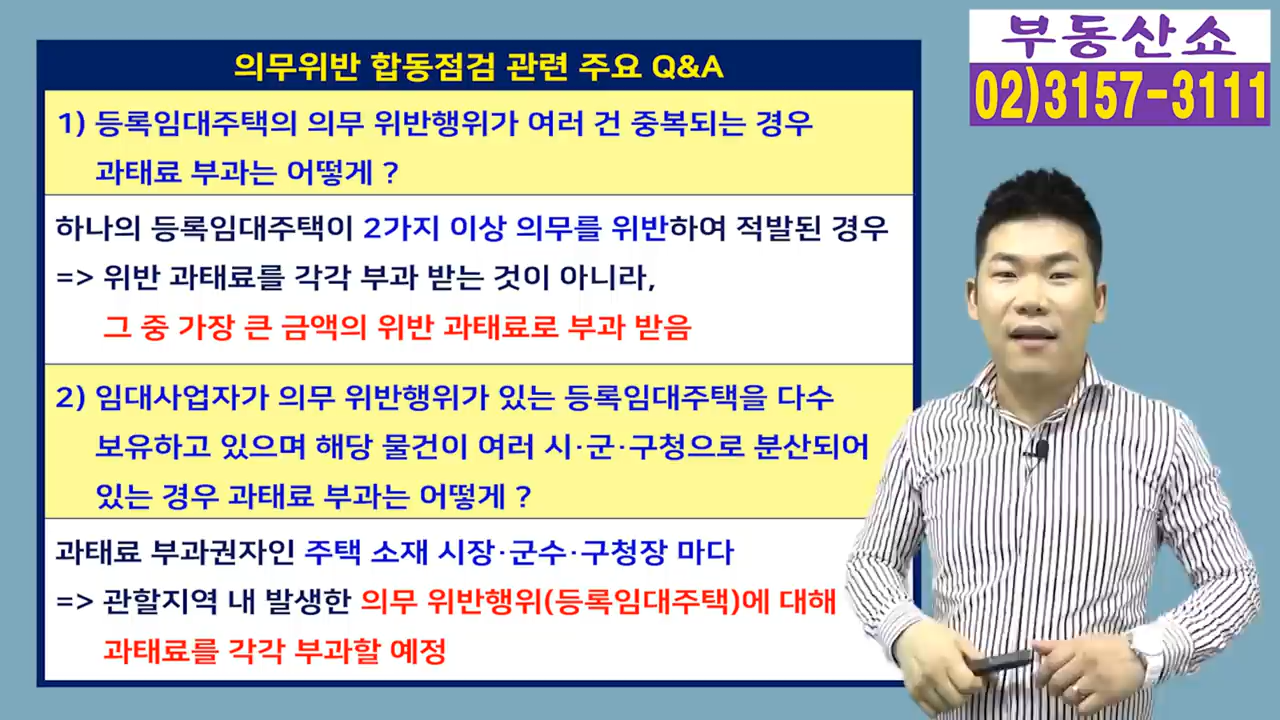 의무위반 합동점검 관련 주요 Q&A
부동산쇼
02)3157-3111
1) 등록임대주택의 의무 위반행위가 여러 건 중복되는 경우
과태료 부과는 어떻게 ?
하나의 등록임대주택이 2가지 이상 의무를 위반하여 적발된 경우
=> 위반 과태료를 각각 부과 받는 것이 아니라,
그 중 가장 큰 금액의 위반 과태료로 부과 받음
2) 임대사업자가 의무 위반행위가 있는 등록임대주택을 다수
보유하고 있으며 해당 물건이 여러 시·군·구청으로 분산되어
있는 경우 과태료 부과는 어떻게 ?
과태료 부과권자인 주택 소재 시장·군수·구청장 마다
=> 관할지역 내 발생한 의무 위반행위(등록임대주택)에 대해
과태료를 각각 부과할 예정